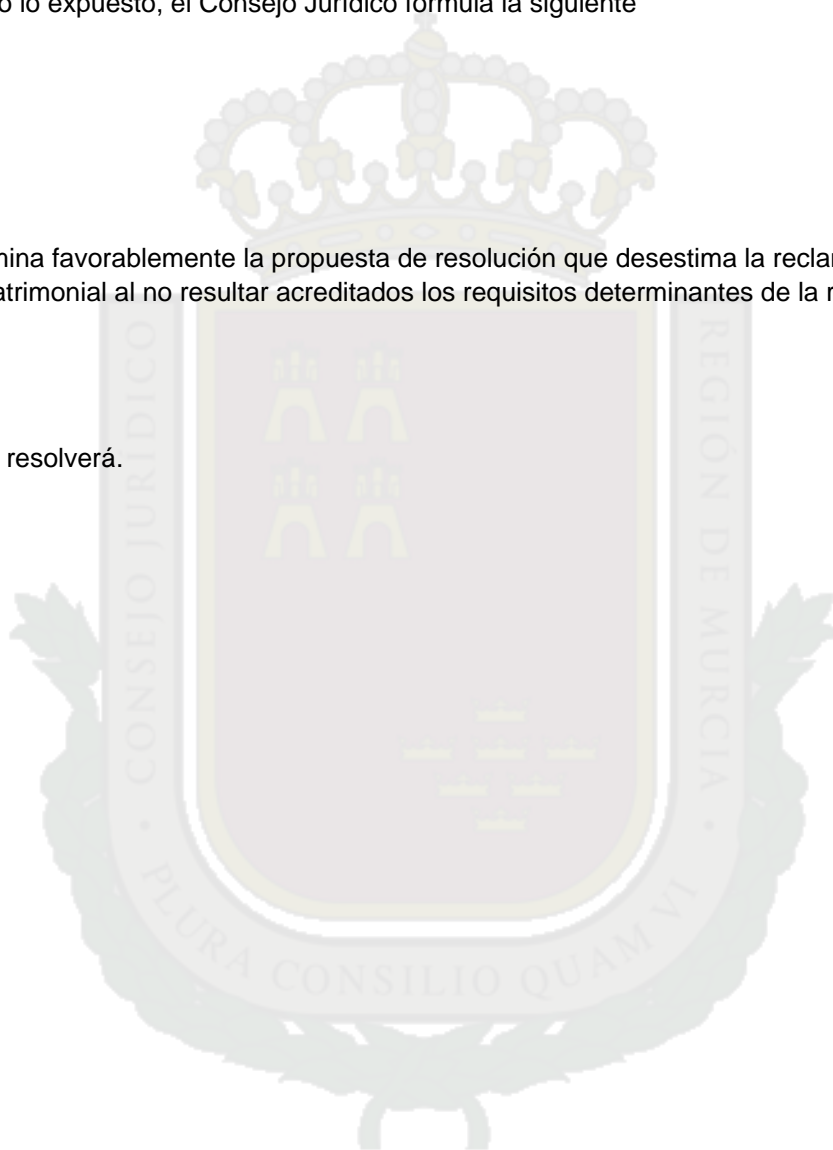 o lo expuesto, el Consejo Jurídico formula la siguiente
mina favorablemente la propuesta de resolución que desestima la reclar
atrimonial al no resultar acreditados los requisitos determinantes de la r
resolverá.
CONSEJO JURIDICO
REGIÓN DE MURCIA
PLURA CONSILIO QUAM VI